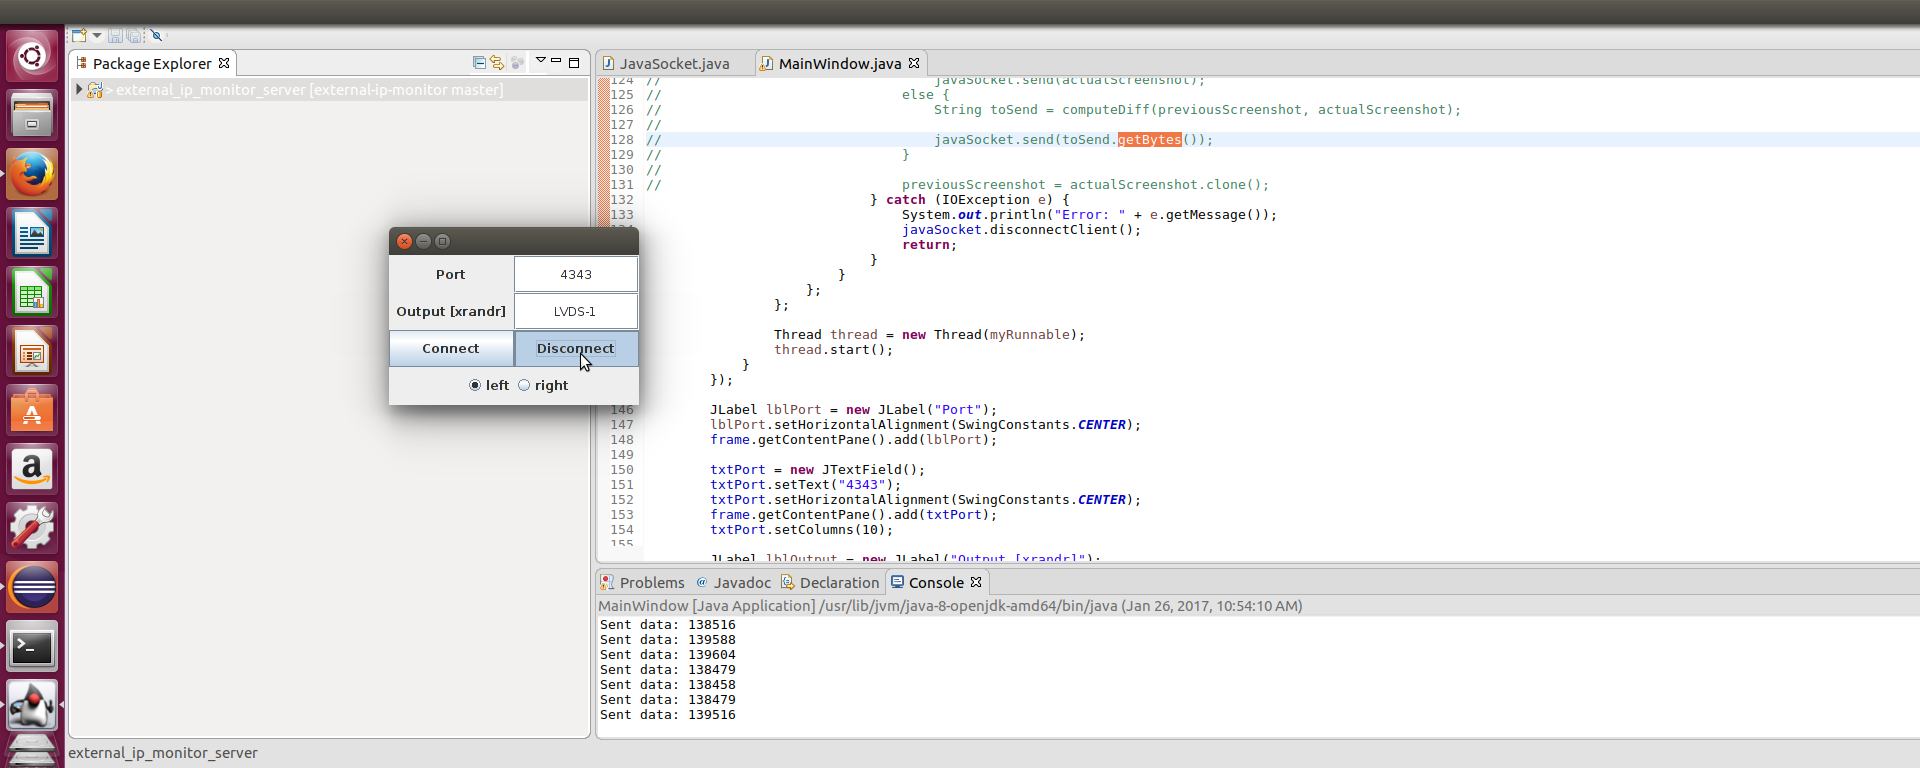 Package Explorer
> external_ip_monitor_server [external-ip-monitor master]
JavaSocket.java
MainWindow.java
124 // javaSocket.send(actualScreenshot);
125 // else {
126 // String toSend = computeDiff(previousScreenshot, actualScreenshot);
127 //
128 // javaSocket.send(toSend.getBytes());
129 // }
130 //
131 // previousScreenshot = actualScreenshot.clone();
132 } catch (IOException e) {
133 System.out.println("Error: " + e.getMessage());
javaSocket.disconnectClient();
return;
}
}
};
};
Thread thread = new Thread(myRunnable);
thread.start();
}
});
146 JLabel lblPort = new JLabel("Port");
147 lblPort.setHorizontalAlignment(SwingConstants.CENTER);
148 frame.getContentPane().add(lblPort);
149
150 txtPort = new JTextField();
151 txtPort.setText("4343");
152 txtPort.setHorizontalAlignment(SwingConstants.CENTER);
153 frame.getContentPane().add(txtPort);
154 txtPort.setColumns(10);
155
JLabel lblOutput = new JLabel("Output [xrandr]");
Port 4343
Output [xrandr] LVDS-1
Connect Disconnect
left right
Problems @ Javadoc Declaration Console
MainWindow [Java Application] /usr/lib/jvm/java-8-openjdk-amd64/bin/java (Jan 26, 2017, 10:54:10 AM)
Sent data: 138516
Sent data: 139588
Sent data: 139604
Sent data: 138479
Sent data: 138458
Sent data: 138479
Sent data: 139516
external_ip_monitor_server